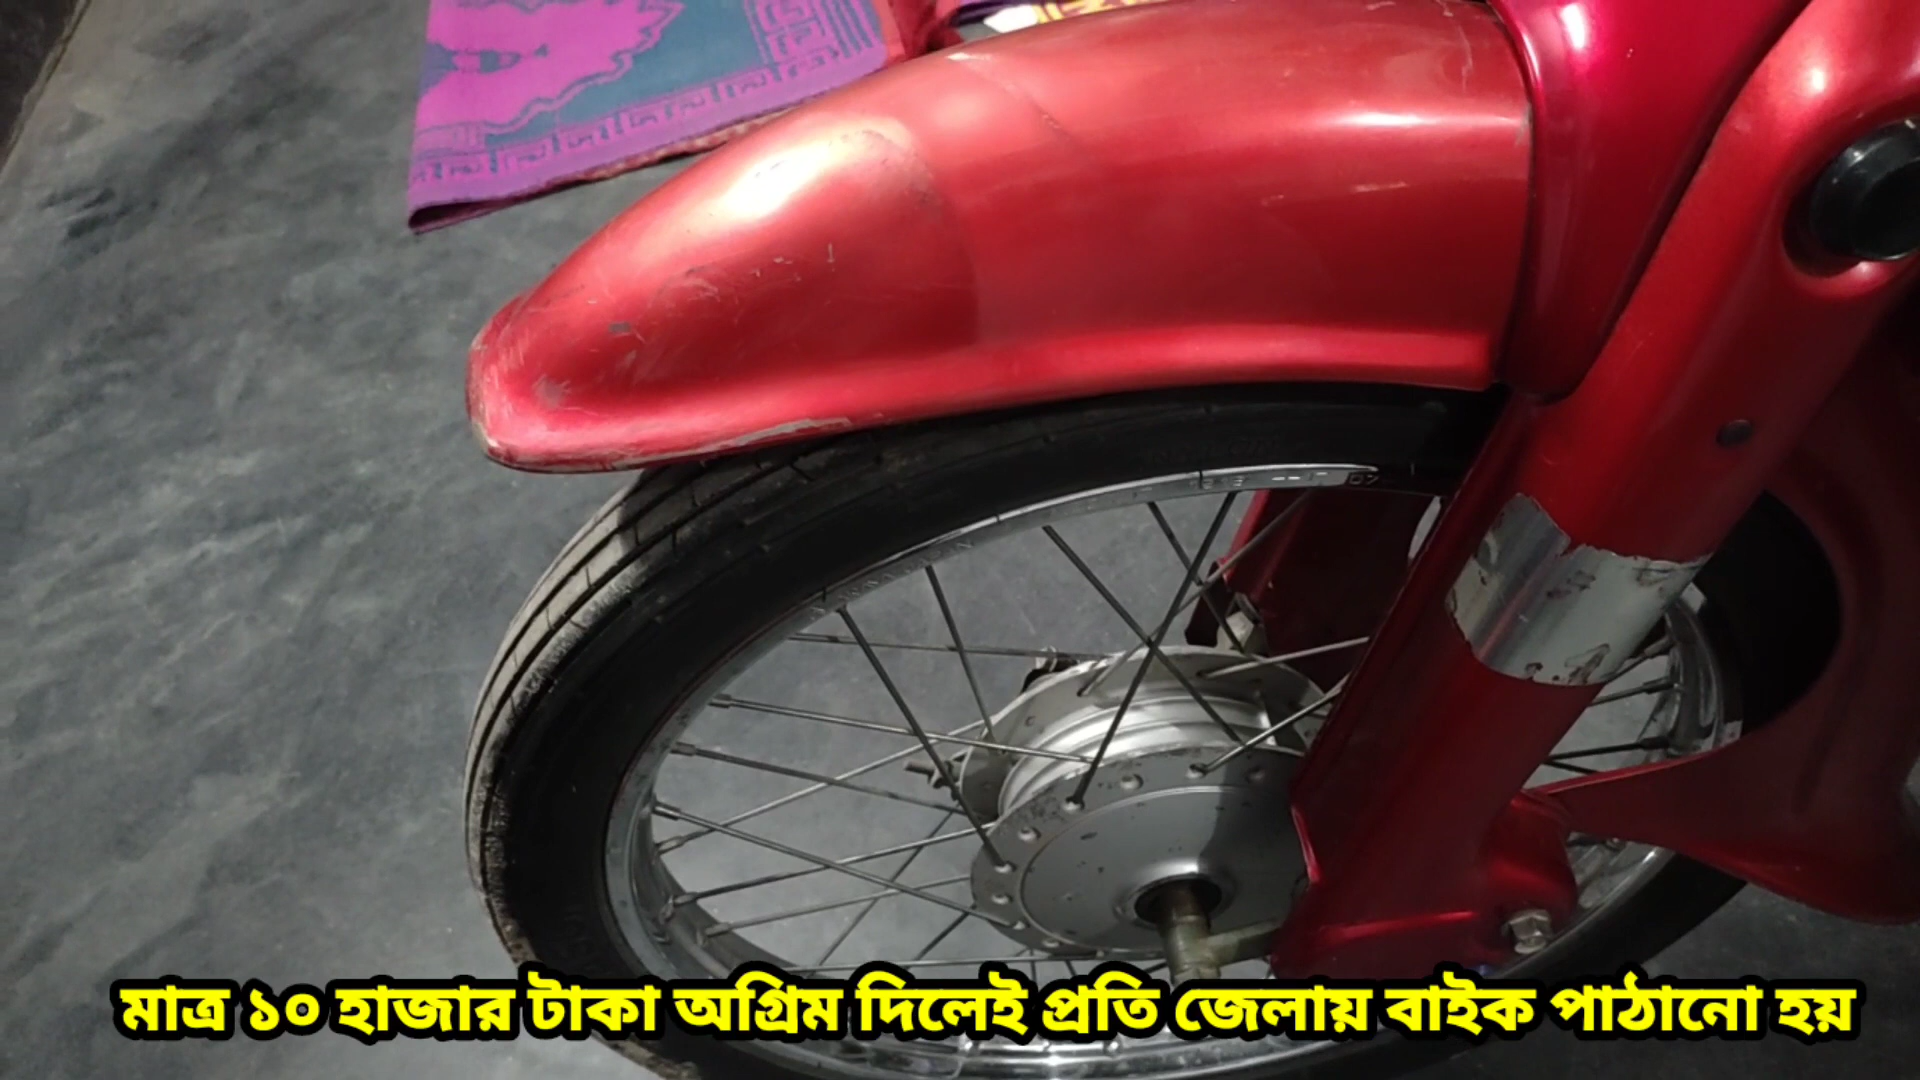 মাত্র ১০ হাজার টাকা অগ্রিম দিলেই প্রতি জেলায় বাইক পাঠানো হয়